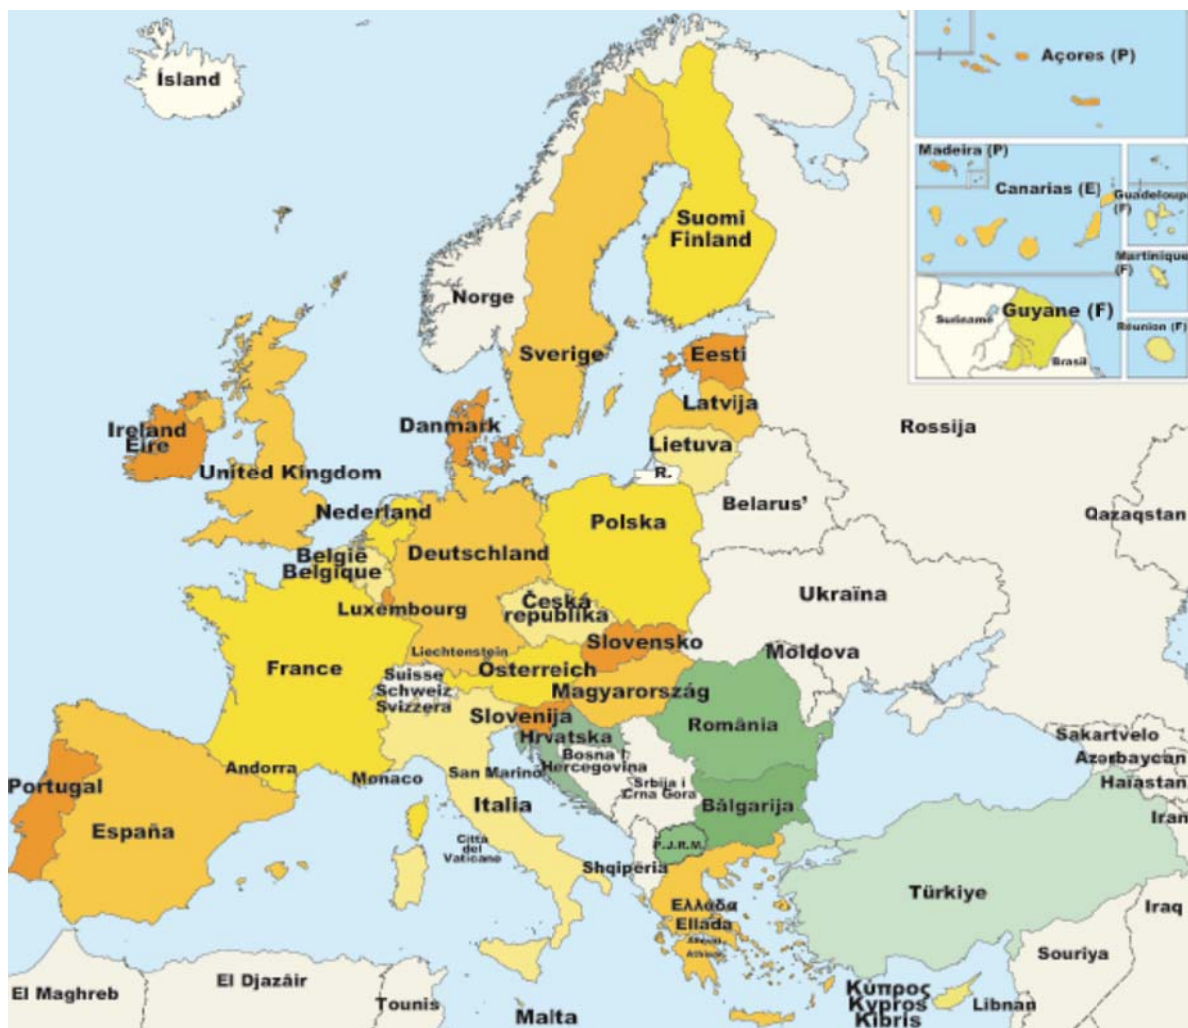 Ísland
Açores (P)
Madeira (P)
Canarias (E)
Guadeloupe
(F)
Martinique
(F)
Suriname
Guyane (F)
Réunion (F)
Brasil
Suomi
Finland
Norge
Sverige
Eesti
Latvija
Rossija
Danmark
Ireland
Eire
Lietuva
R.
United Kingdom
Belarus'
Nederland
Polska
Qazaqstan
België
Belgique
Deutschland
Luxembourg
Česká
republika
Ukraïna
Slovensko
Liechtenstein
Moldova
France
Suisse
Schweiz
Svizzera
Österreich
Magyarország
Slovenija
Hrvatska
România
Bosna i
Hercegovina
Sakartvelo
Azərbaycan
Haïastan
Iran
Andorra
Monaco
San Marino
Srbija i
Crna Gora
Portugal
España
Italia
Bălgarija
Città
del
Vaticano
P.J.R.M.
Shqipëria
Türkiye
Iraq
Ελλαδα
Ellada
Souriya
El Maghreb
El Djazâir
Tounis
Malta
Κύπρος
Kypros
Kibris
Libnan